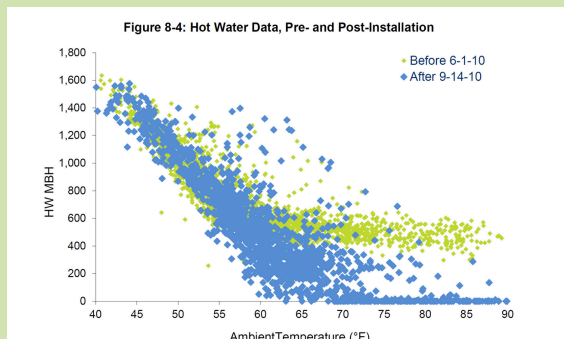 Figure 8-4: Hot Water Data, Pre- and Post-Installation
Before 6-1-10
After 9-14-10
HW MBH
1,800
1,600
1,400
1,200
1,000
800
600
400
200
0
40 45 50 55 60 65 70 75 80 85 90
AmbientTemperature (°F)